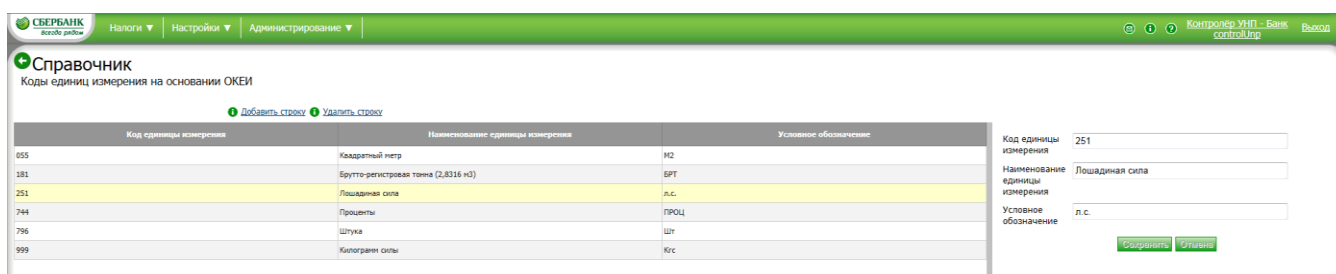 СБЕРБАНК
Всегда рядом
Налоги ▼ Настройки ▼ Администрирование ▼
Контролёр УНП - Банк
controlUnp
Выход
Справочник
Коды единиц измерения на основании ОКЕИ
Добавить строку Удалить строку
Код единицы измерения Наименование единицы измерения Условное обозначение
055 Квадратный метр М2
181 Брутто-регистровая тонна (2,8316 м3) БРТ
251 Лошадиная сила л.с.
744 Проценты ПРОЦ
796 Штука Шт
999 Килограмм силы Кгс
Код единицы
измерения
251
Наименование
единицы
измерения
Лошадиная сила
Условное
обозначение
л.с.
Сохранить Отмена